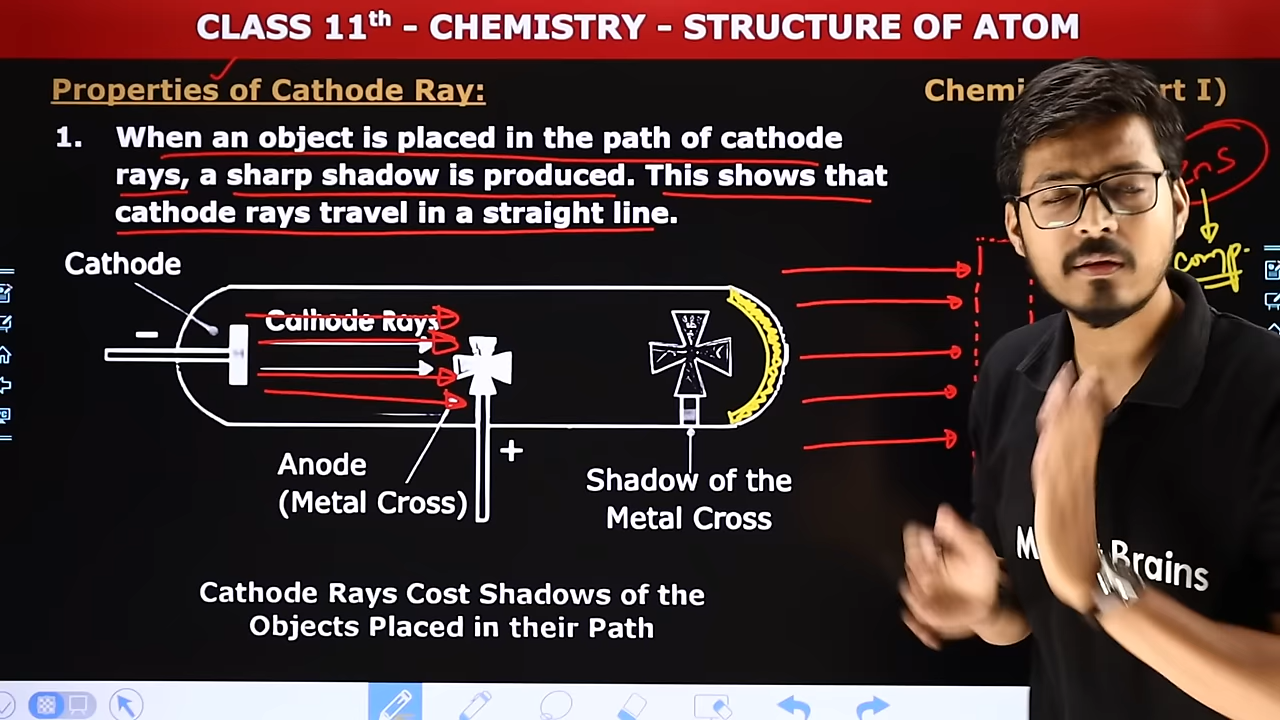 CLASS 11th - CHEMISTRY - STRUCTURE OF ATOM
Properties of Cathode Ray:
1. When an object is placed in the path of cathode
rays, a sharp shadow is produced. This shows that
cathode rays travel in a straight line.
Cathode
−
Cathode Rays
+
Anode
(Metal Cross)
Shadow of the
Metal Cross
Cathode Rays Cost Shadows of the
Objects Placed in their Path
comp.
Brains